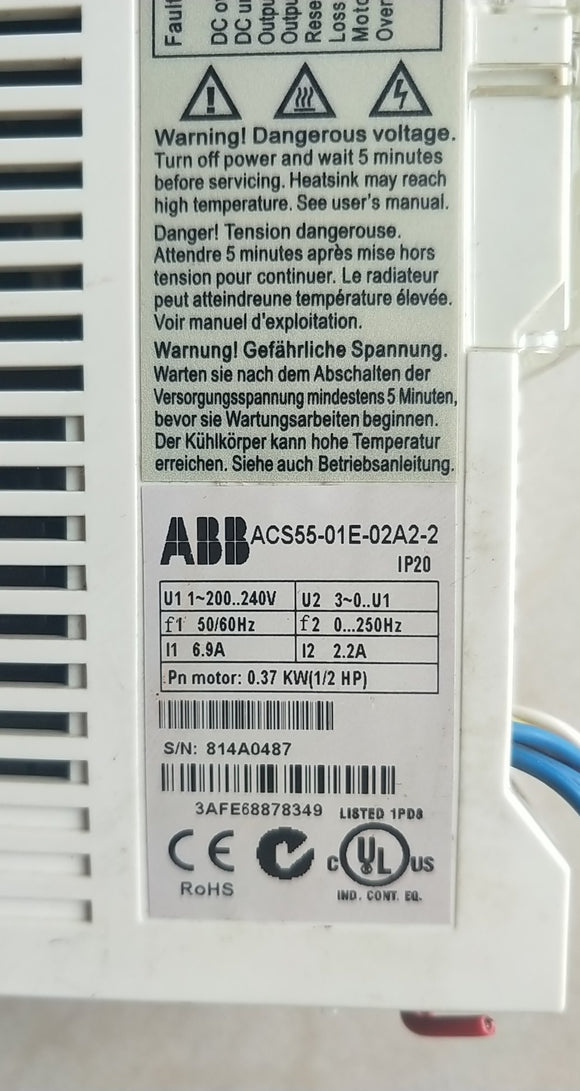 Fault
DC
DC
Warning! Dangerous voltage.
Turn off power and wait 5 minutes
before servicing. Heatsink may reach
high temperature. See user's manual.
Danger! Tension dangerouse.
Attendre 5 minutes après mise hors
tension pour continuer. Le radiateur
peut atteindreune température élevée.
Voir manuel d'exploitation.
Warnung! Gefährliche Spannung.
Warten sie nach dem Abschalten der
Versorgungsspannung mindestens 5 Minuten,
bevor sie Wartungsarbeiten beginnen.
Der Kühlkörper kann hohe Temperatur
erreichen. Siehe auch Betriebsanleitung.
ABB ACS55-01E-02A2-2
IP20
U1 1~200..240V U2 3~0..U1
f1 50/60Hz f2 0...250Hz
I1 6.9A I2 2.2A
Pn motor: 0.37 KW(1/2 HP)
S/N: 814A0487
3AFE68878349 LISTED 1PD8
CE C UL US
RoHS IND. CONT. EQ.